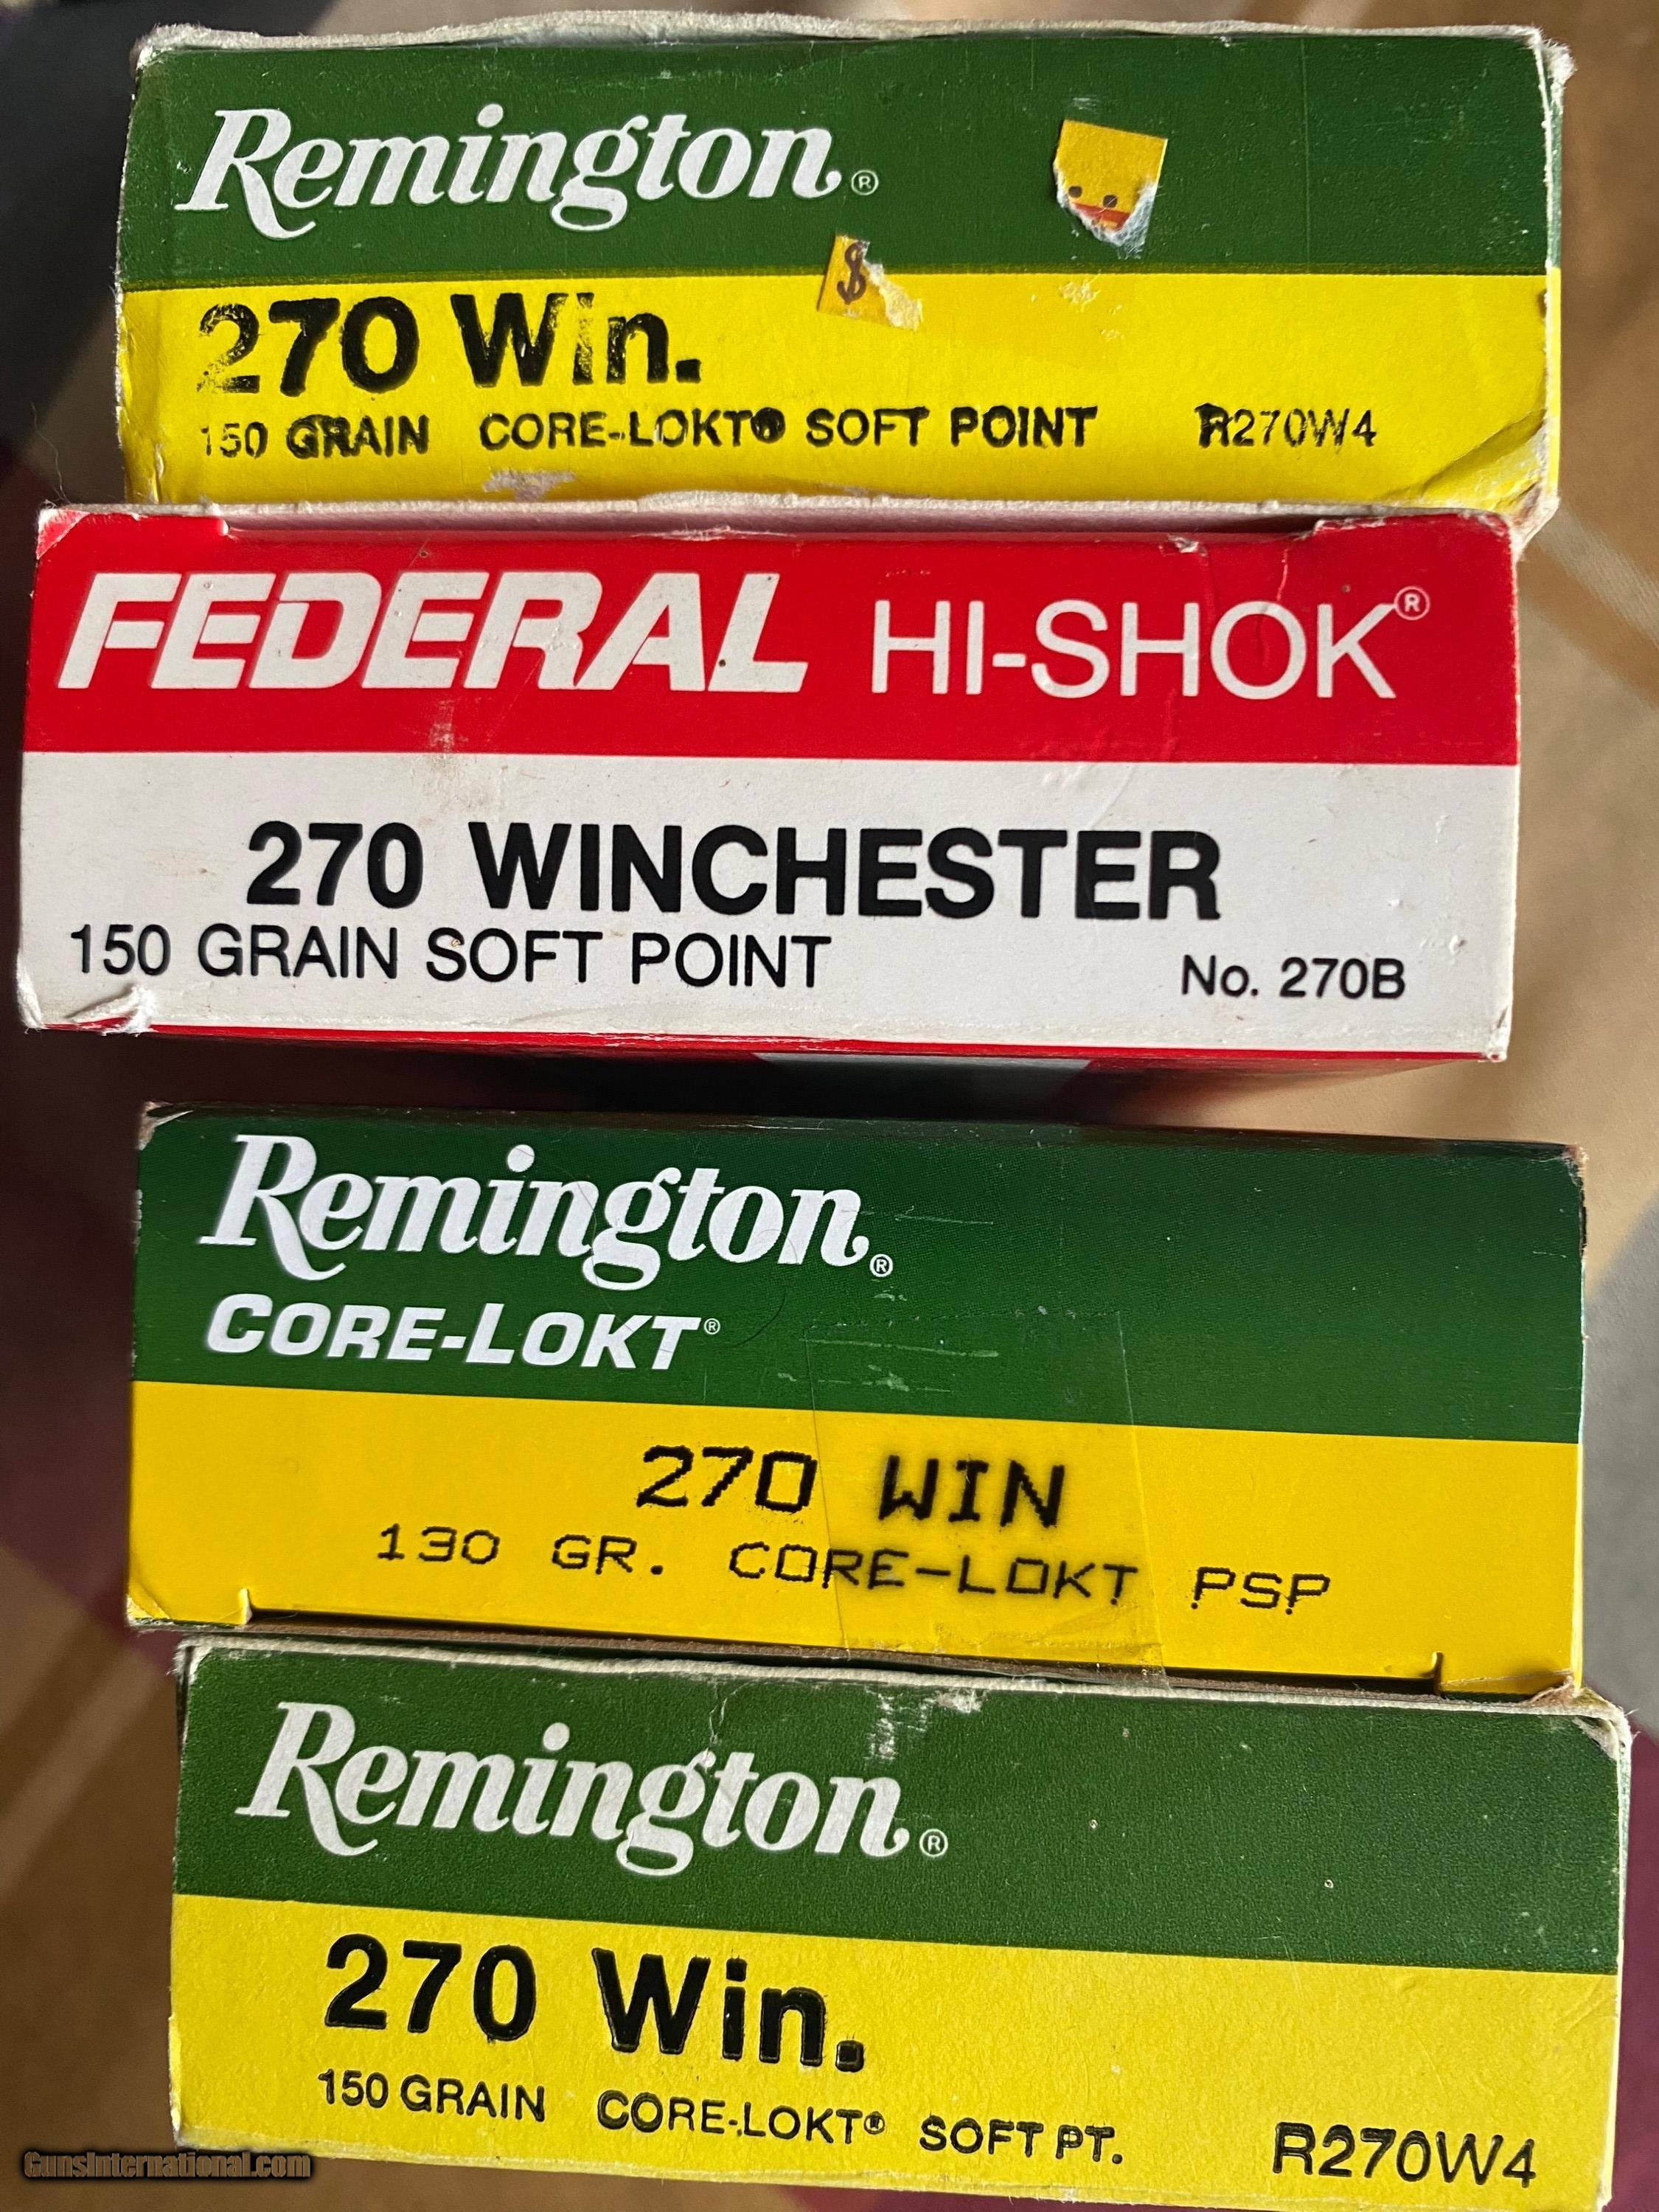 Remington®
$
270 Win.
150 GRAIN CORE-LOKT® SOFT POINT R270W4
FEDERAL HI-SHOK®
270 WINCHESTER
150 GRAIN SOFT POINT No. 270B
Remington®
CORE-LOKT®
270 WIN
130 GR. CORE-LOKT PSP
Remington®
270 Win.
150 GRAIN CORE-LOKT® SOFT PT. R270W4
GunsInternational.com